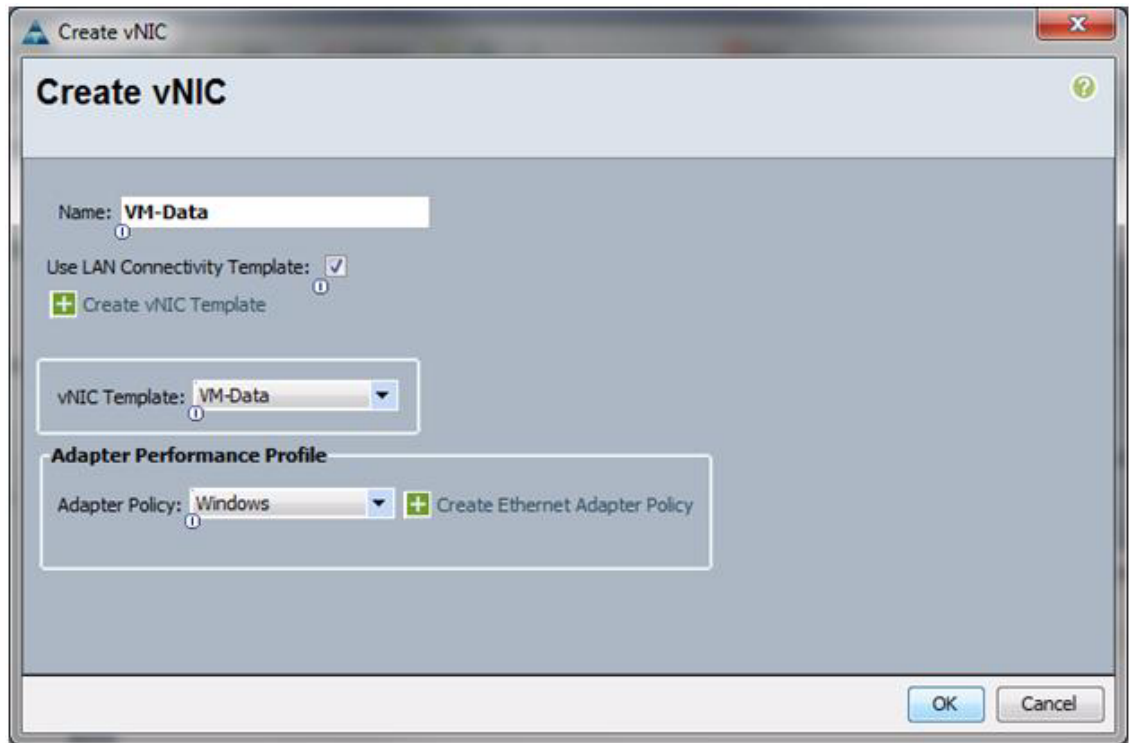 Create vNIC
Create vNIC
Name: VM-Data
Use LAN Connectivity Template:
Create vNIC Template
vNIC Template: VM-Data
Adapter Performance Profile
Adapter Policy: Windows Create Ethernet Adapter Policy
OK Cancel